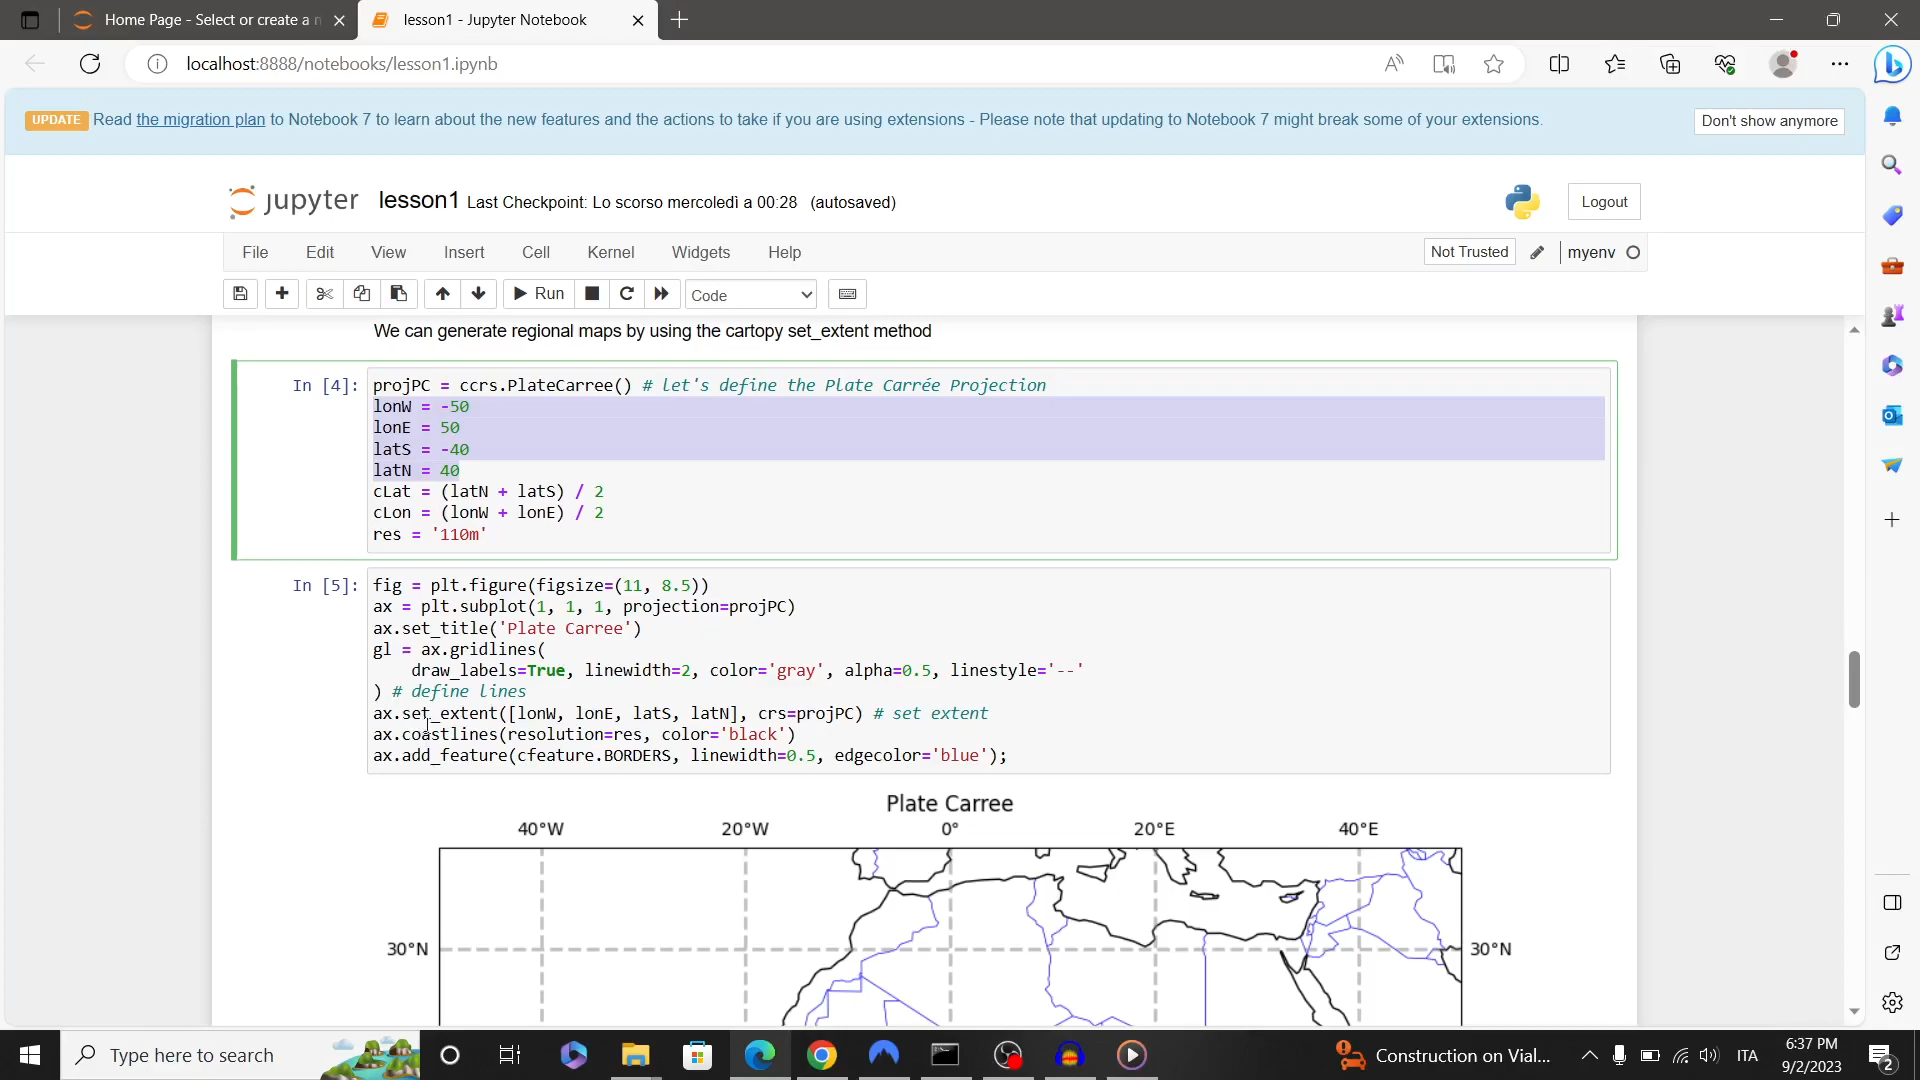 Home Page - Select or create a n
lesson1 - Jupyter Notebook
localhost:8888/notebooks/lesson1.ipynb
UPDATE Read the migration plan to Notebook 7 to learn about the new features and the actions to take if you are using extensions - Please note that updating to Notebook 7 might break some of your extensions.
Don't show anymore
jupyter lesson1 Last Checkpoint: Lo scorso mercoledì a 00:28 (autosaved)
Logout
File Edit View Insert Cell Kernel Widgets Help
Not Trusted myenv
Run Code
We can generate regional maps by using the cartopy set_extent method
In [4]: projPC = ccrs.PlateCarree() # let's define the Plate Carrée Projection
lonW = -50
lonE = 50
latS = -40
latN = 40
cLat = (latN + latS) / 2
cLon = (lonW + lonE) / 2
res = '110m'
In [5]: fig = plt.figure(figsize=(11, 8.5))
ax = plt.subplot(1, 1, 1, projection=projPC)
ax.set_title('Plate Carree')
gl = ax.gridlines(
draw_labels=True, linewidth=2, color='gray', alpha=0.5, linestyle='--'
) # define lines
ax.set_extent([lonW, lonE, latS, latN], crs=projPC) # set extent
ax.coastlines(resolution=res, color='black')
ax.add_feature(cfeature.BORDERS, linewidth=0.5, edgecolor='blue');
Plate Carree
40°W 20°W 0° 20°E 40°E
30°N 30°N
Type here to search
Construction on Vial...
ITA
6:37 PM
9/2/2023
2